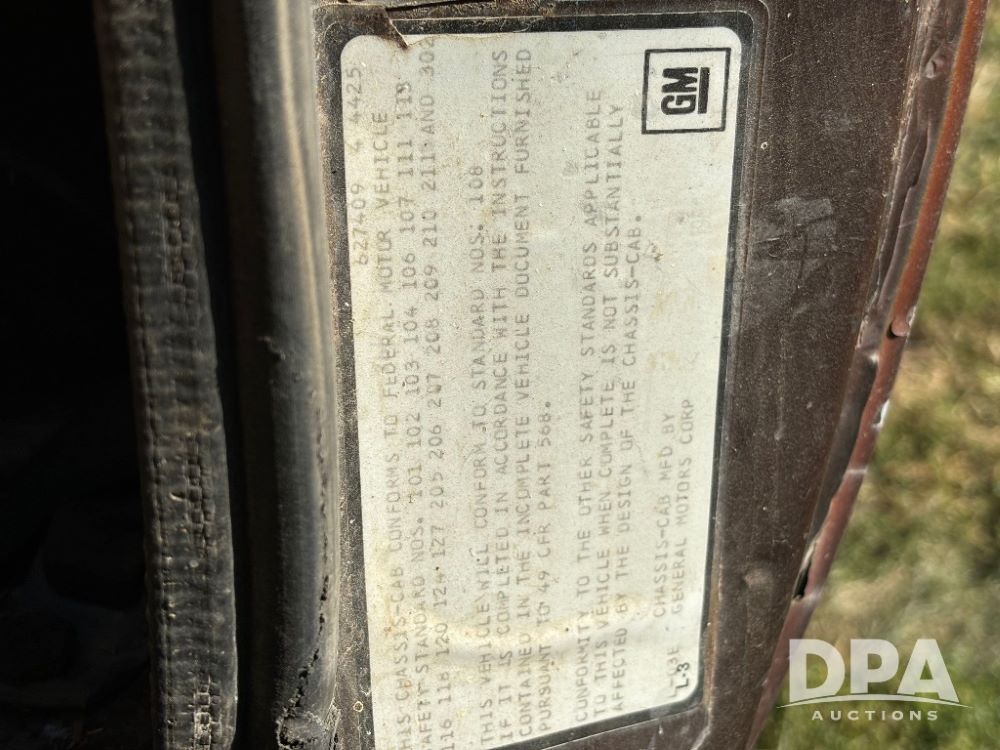 627409 4 4425
THIS CHASSIS-CAB CONFORMS TO FEDERAL MOTOR VEHICLE
SAFETY STANDARD NOS. 101 102 103 104 106 107 111 115
116 118 120 124 127 205 206 207 208 209 210 211 AND 302
THIS VEHICLE WILL CONFORM TO STANDARD NOS. 108
IF IT IS COMPLETED IN ACCORDANCE WITH THE INSTRUCTIONS
CONTAINED IN THE INCOMPLETE VEHICLE DOCUMENT FURNISHED
PURSUANT TO 49 CFR PART 568.
CONFORMITY TO THE OTHER SAFETY STANDARDS APPLICABLE
TO THIS VEHICLE WHEN COMPLETE IS NOT SUBSTANTIALLY
AFFECTED BY THE DESIGN OF THE CHASSIS-CAB.
CHASSIS-CAB MFD BY
GENERAL MOTORS CORP
L-3
GM
DPA
AUCTIONS